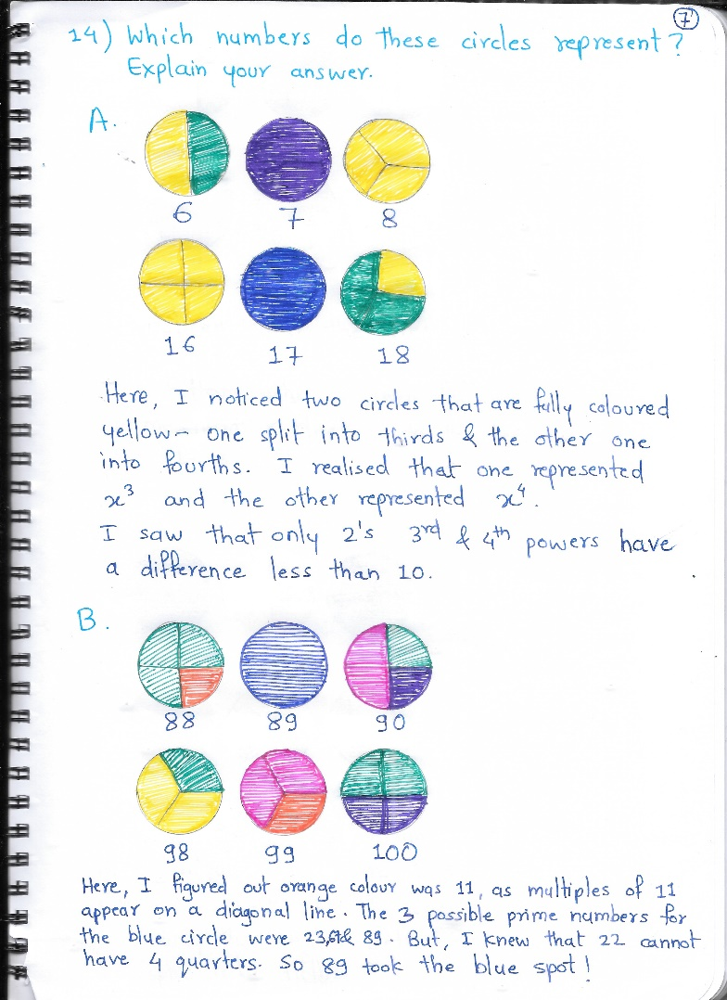 7
14) Which numbers do these circles represent?
Explain your answer.
A.
6 7 8
16 17 18
Here, I noticed two circles that are fully coloured
yellow - one split into thirds & the other one
into fourths. I realised that one represented
x³ and the other represented x⁴.
I saw that only 2's 3rd & 4th powers have
a difference less than 10.
B.
88 89 90
98 99 100
Here, I figured out orange colour was 11, as multiples of 11
appear on a diagonal line. The 3 possible prime numbers for
the blue circle were 23,67& 89. But, I knew that 22 cannot
have 4 quarters. So 89 took the blue spot!